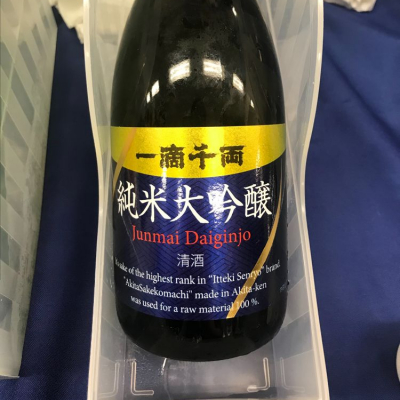 一滴千両
純米大吟醸
Junmai Daiginjo
清酒
Sake of the highest rank in "Itteki Senryo" brand.
"AkitaSakekomachi" made in Akita-ken
was used for a raw material 100 %.